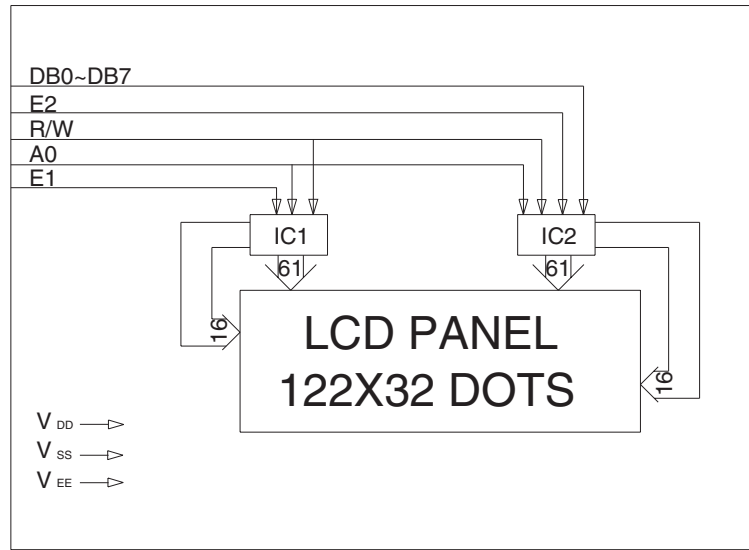 DB0~DB7
E2
R/W
A0
E1
IC1
IC2
61
61
16
LCD PANEL
122X32 DOTS
16
V DD
V SS
V EE